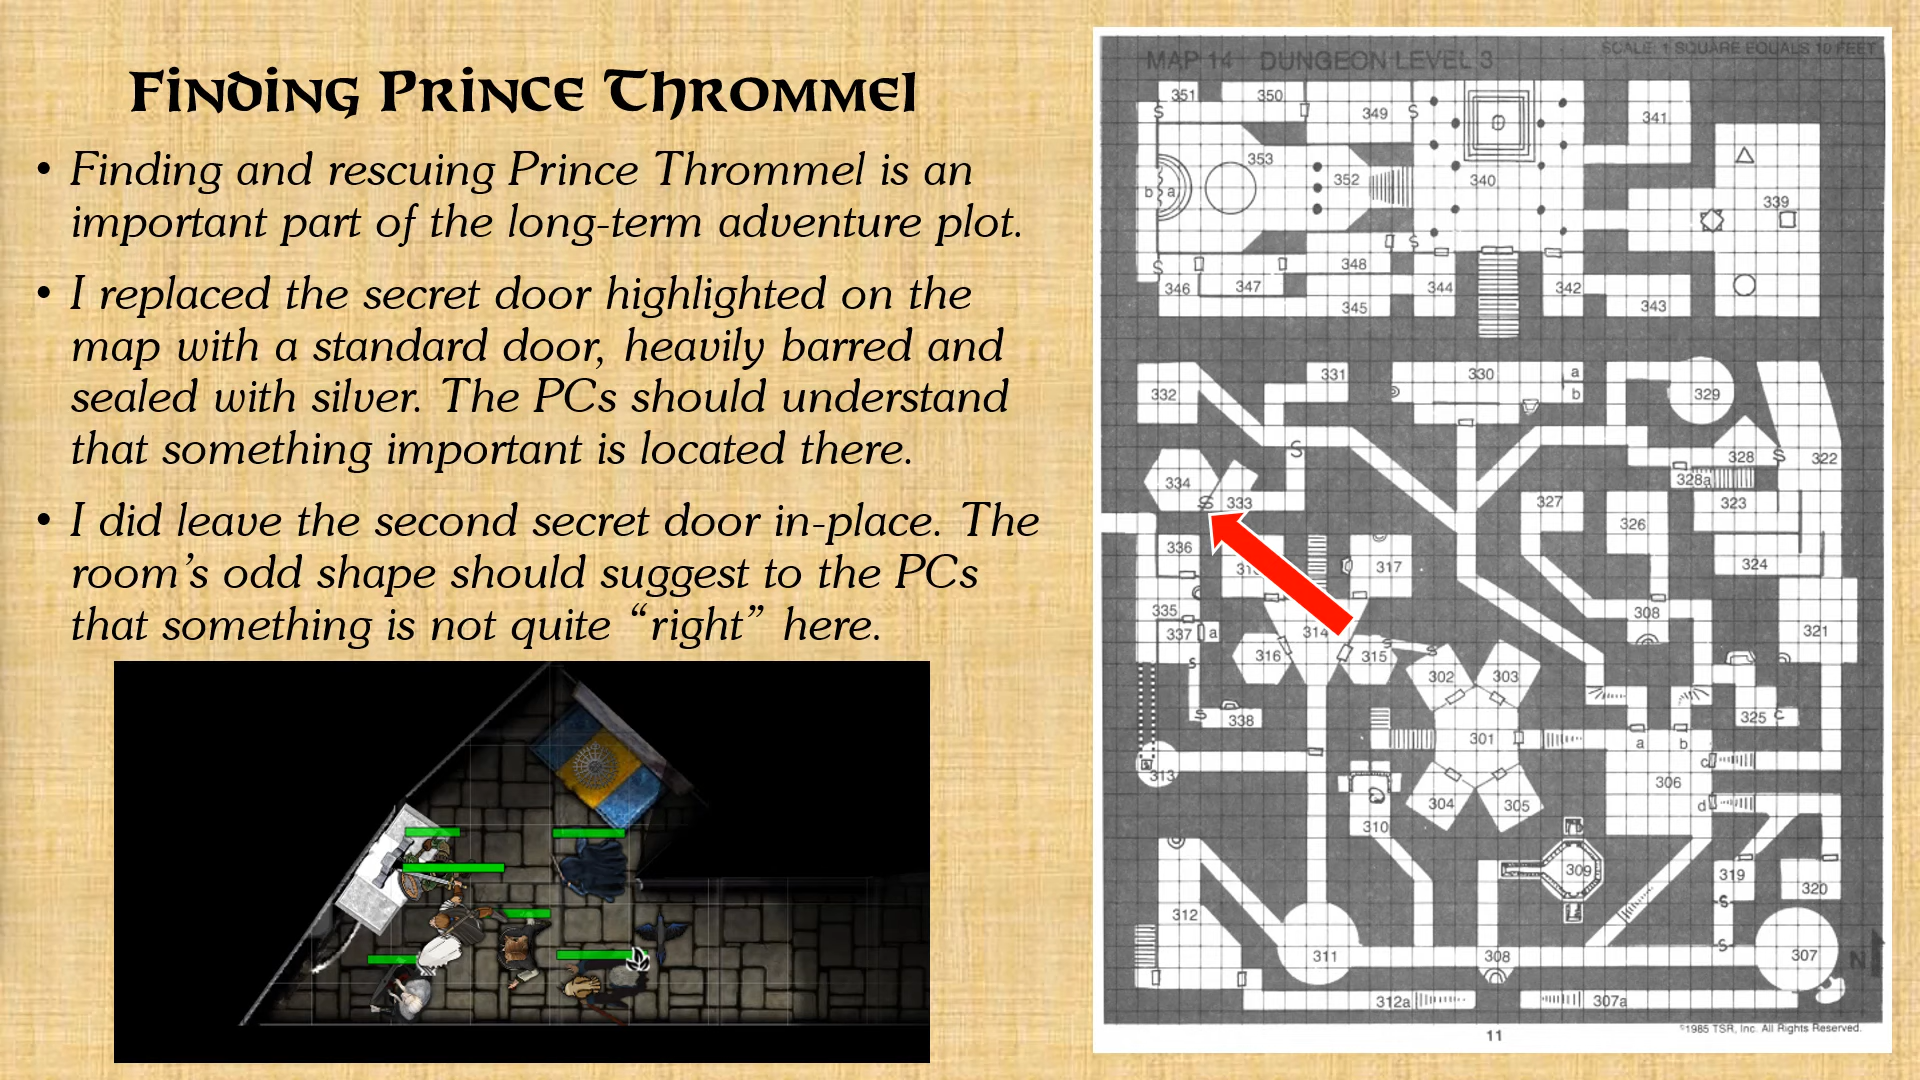 Finding Prince Thrommel
• Finding and rescuing Prince Thrommel is an
important part of the long-term adventure plot.
• I replaced the secret door highlighted on the
map with a standard door, heavily barred and
sealed with silver. The PCs should understand
that something important is located there.
• I did leave the second secret door in-place. The
room’s odd shape should suggest to the PCs
that something is not quite “right” here.
MAP 14 DUNGEON LEVEL 3
SCALE: 1 SQUARE EQUALS 10 FEET
351 350 349 S 341
S
353 352 340 339
b a
S
348
S
346 347 344 342
345 343
331 330 a
332 b 329
S
334 328 S 322
328a
S 333 327 323
326
336 317 324
335 308
337 a 314 321
316 315 S S
S 302 303
S 338 325 C
301 a b
313 c
306
304 305 d
310
309
319 320
312 S
S
311 308 307 N
312a 307a
11
©1985 TSR, Inc. All Rights Reserved.